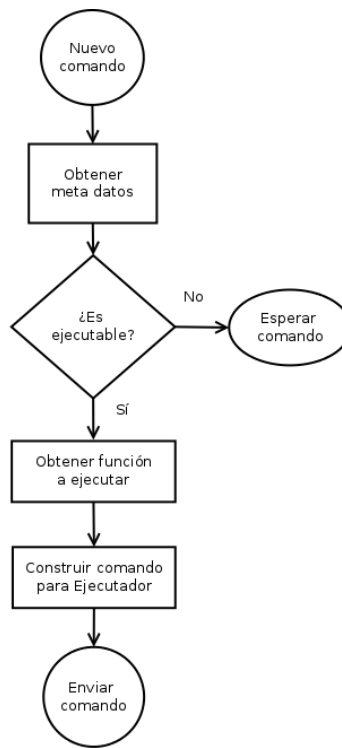 Nuevo
comando
Obtener
meta datos
¿Es
ejecutable?
No
Esperar
comando
Sí
Obtener función
a ejecutar
Construir comando
para Ejecutador
Enviar
comando